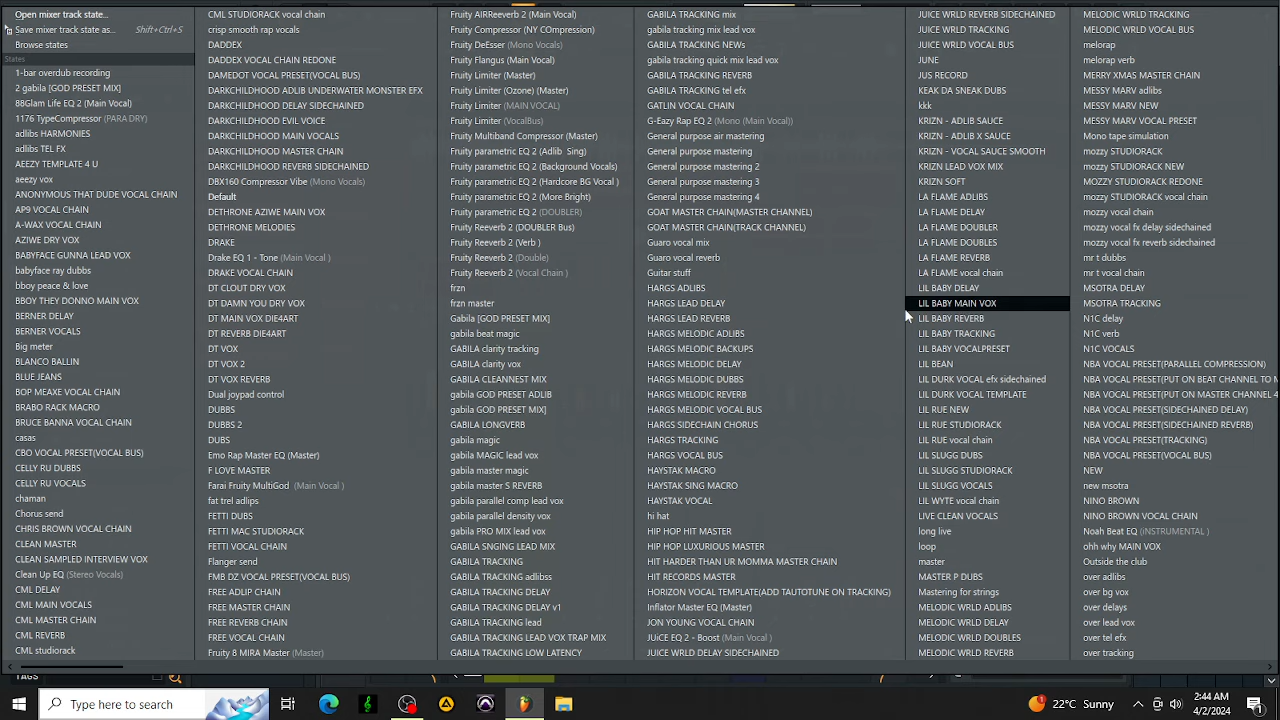 Open mixer track state...
Save mixer track state as... Shift+Ctrl+S
Browse states
States
1-bar overdub recording
2 gabila [GOD PRESET MIX]
88Glam Life EQ 2 (Main Vocal)
1176 TypeCompressor (PARA DRY)
adlibs HARMONIES
adlibs TEL FX
AEEZY TEMPLATE 4 U
aeezy vox
ANONYMOUS THAT DUDE VOCAL CHAIN
AP9 VOCAL CHAIN
A-WAX VOCAL CHAIN
AZIWE DRY VOX
BABYFACE GUNNA LEAD VOX
babyface ray dubbs
bboy peace & love
BBOY THEY DONNO MAIN VOX
BERNER DELAY
BERNER VOCALS
Big meter
BLANCO BALLIN
BLUE JEANS
BOP MEAXE VOCAL CHAIN
BRABO RACK MACRO
BRUCE BANNA VOCAL CHAIN
casas
CBO VOCAL PRESET(VOCAL BUS)
CELLY RU DUBBS
CELLY RU VOCALS
chaman
Chorus send
CHRIS BROWN VOCAL CHAIN
CLEAN MASTER
CLEAN SAMPLED INTERVIEW VOX
Clean Up EQ (Stereo Vocals)
CML DELAY
CML MAIN VOCALS
CML MASTER CHAIN
CML REVERB
CML studiorack
CML STUDIORACK vocal chain
crisp smooth rap vocals
DADDEX
DADDEX VOCAL CHAIN REDONE
DAMEDOT VOCAL PRESET(VOCAL BUS)
DARKCHILDHOOD ADLIB UNDERWATER MONSTER EFX
DARKCHILDHOOD DELAY SIDECHAINED
DARKCHILDHOOD EVIL VOICE
DARKCHILDHOOD MAIN VOCALS
DARKCHILDHOOD MASTER CHAIN
DARKCHILDHOOD REVERB SIDECHAINED
DBX160 Compressor Vibe (Mono Vocals)
Default
DETHRONE AZIWE MAIN VOX
DETHRONE MELODIES
DRAKE
Drake EQ 1 - Tone (Main Vocal )
DRAKE VOCAL CHAIN
DT CLOUT DRY VOX
DT DAMN YOU DRY VOX
DT MAIN VOX DIE4ART
DT REVERB DIE4ART
DT VOX
DT VOX 2
DT VOX REVERB
Dual joypad control
DUBBS
DUBBS 2
DUBS
Emo Rap Master EQ (Master)
F LOVE MASTER
Farai Fruity MultiGod (Main Vocal )
fat trel adlips
FETTI DUBS
FETTI MAC STUDIORACK
FETTI VOCAL CHAIN
Flanger send
FMB DZ VOCAL PRESET(VOCAL BUS)
FREE ADLIP CHAIN
FREE MASTER CHAIN
FREE REVERB CHAIN
FREE VOCAL CHAIN
Fruity 8 MIRA Master (Master)
Fruity AIRReeverb 2 (Main Vocal)
Fruity Compressor (NY COmpression)
Fruity DeEsser (Mono Vocals)
Fruity Flangus (Main Vocal)
Fruity Limiter (Master)
Fruity Limiter (Ozone) (Master)
Fruity Limiter (MAIN VOCAL)
Fruity Limiter (VocalBus)
Fruity Multiband Compressor (Master)
Fruity parametric EQ 2 (Adlib Sing)
Fruity parametric EQ 2 (Background Vocals)
Fruity parametric EQ 2 (Hardcore BG Vocal )
Fruity parametric EQ 2 (More Bright)
Fruity parametric EQ 2 (DOUBLER)
Fruity Reeverb 2 (DOUBLER Bus)
Fruity Reeverb 2 (Verb )
Fruity Reeverb 2 (Double)
Fruity Reeverb 2 (Vocal Chain )
frzn
frzn master
Gabila [GOD PRESET MIX]
gabila beat magic
GABILA clarity tracking
gabila clarity vox
GABILA CLEANNEST MIX
gabila GOD PRESET ADLIB
gabila GOD PRESET MIX]
GABILA LONGVERB
gabila magic
gabila MAGIC lead vox
gabila master magic
gabila master S REVERB
gabila parallel comp lead vox
gabila parallel density vox
gabila PRO MIX lead vox
GABILA SNGING LEAD MIX
GABILA TRACKING
GABILA TRACKING adlibss
GABILA TRACKING DELAY
GABILA TRACKING DELAY v1
GABILA TRACKING lead
GABILA TRACKING LEAD VOX TRAP MIX
GABILA TRACKING LOW LATENCY
GABILA TRACKING mix
gabila tracking mix lead vox
GABILA TRACKING NEWs
gabila tracking quick mix lead vox
GABILA TRACKING REVERB
GABILA TRACKING tel efx
GATLIN VOCAL CHAIN
G-Eazy Rap EQ 2 (Mono (Main Vocal))
General purpose air mastering
General purpose mastering
General purpose mastering 2
General purpose mastering 3
General purpose mastering 4
GOAT MASTER CHAIN(MASTER CHANNEL)
GOAT MASTER CHAIN(TRACK CHANNEL)
Guaro vocal mix
Guaro vocal reverb
Guitar stuff
HARGS ADLIBS
HARGS LEAD DELAY
HARGS LEAD REVERB
HARGS MELODIC ADLIBS
HARGS MELODIC BACKUPS
HARGS MELODIC DELAY
HARGS MELODIC DUBBS
HARGS MELODIC REVERB
HARGS MELODIC VOCAL BUS
HARGS SIDECHAIN CHORUS
HARGS TRACKING
HARGS VOCAL BUS
HAYSTAK MACRO
HAYSTAK SING MACRO
HAYSTAK VOCAL
hi hat
HIP HOP HIT MASTER
HIP HOP LUXURIOUS MASTER
HIT HARDER THAN UR MOMMA MASTER CHAIN
HIT RECORDS MASTER
HORIZON VOCAL TEMPLATE(ADD TAUTOTUNE ON TRACKING)
Inflator Master EQ (Master)
JON YOUNG VOCAL CHAIN
JUiCE EQ 2 - Boost (Main Vocal )
JUICE WRLD DELAY SIDECHAINED
JUICE WRLD REVERB SIDECHAINED
JUICE WRLD TRACKING
JUICE WRLD VOCAL BUS
JUNE
JUS RECORD
KEAK DA SNEAK DUBS
kkk
KRIZN - ADLIB SAUCE
KRIZN - ADLIB X SAUCE
KRIZN - VOCAL SAUCE SMOOTH
KRIZN LEAD VOX MIX
KRIZN SOFT
LA FLAME ADLIBS
LA FLAME DELAY
LA FLAME DOUBLER
LA FLAME DOUBLES
LA FLAME REVERB
LA FLAME vocal chain
LIL BABY DELAY
LIL BABY MAIN VOX
LIL BABY REVERB
LIL BABY TRACKING
LIL BABY VOCALPRESET
LIL BEAN
LIL DURK VOCAL efx sidechained
LIL DURK VOCAL TEMPLATE
LIL RUE NEW
LIL RUE STUDIORACK
LIL RUE vocal chain
LIL SLUGG DUBS
LIL SLUGG STUDIORACK
LIL SLUGG VOCALS
LIL WYTE vocal chain
LIVE CLEAN VOCALS
long live
loop
master
MASTER P DUBS
Mastering for strings
MELODIC WRLD ADLIBS
MELODIC WRLD DELAY
MELODIC WRLD DOUBLES
MELODIC WRLD REVERB
MELODIC WRLD TRACKING
MELODIC WRLD VOCAL BUS
melorap
melorap verb
MERRY XMAS MASTER CHAIN
MESSY MARV adlibs
MESSY MARV NEW
MESSY MARV VOCAL PRESET
Mono tape simulation
mozzy STUDIORACK
mozzy STUDIORACK NEW
MOZZY STUDIORACK REDONE
mozzy STUDIORACK vocal chain
mozzy vocal chain
mozzy vocal fx delay sidechained
mozzy vocal fx reverb sidechained
mr t dubbs
mr t vocal chain
MSOTRA DELAY
MSOTRA TRACKING
N1C delay
N1C verb
N1C VOCALS
NBA VOCAL PRESET(PARALLEL COMPRESSION)
NBA VOCAL PRESET(PUT ON BEAT CHANNEL TO M
NBA VOCAL PRESET(PUT ON MASTER CHANNEL 4
NBA VOCAL PRESET(SIDECHAINED DELAY)
NBA VOCAL PRESET(SIDECHAINED REVERB)
NBA VOCAL PRESET(TRACKING)
NBA VOCAL PRESET(VOCAL BUS)
NEW
new msotra
NINO BROWN
NINO BROWN VOCAL CHAIN
Noah Beat EQ (iNSTRUMENTAL )
ohh why MAIN VOX
Outside the club
over adlibs
over bg vox
over delays
over lead vox
over tel efx
over tracking
TAGS
Type here to search
22°C Sunny
2:44 AM
4/2/2024
1